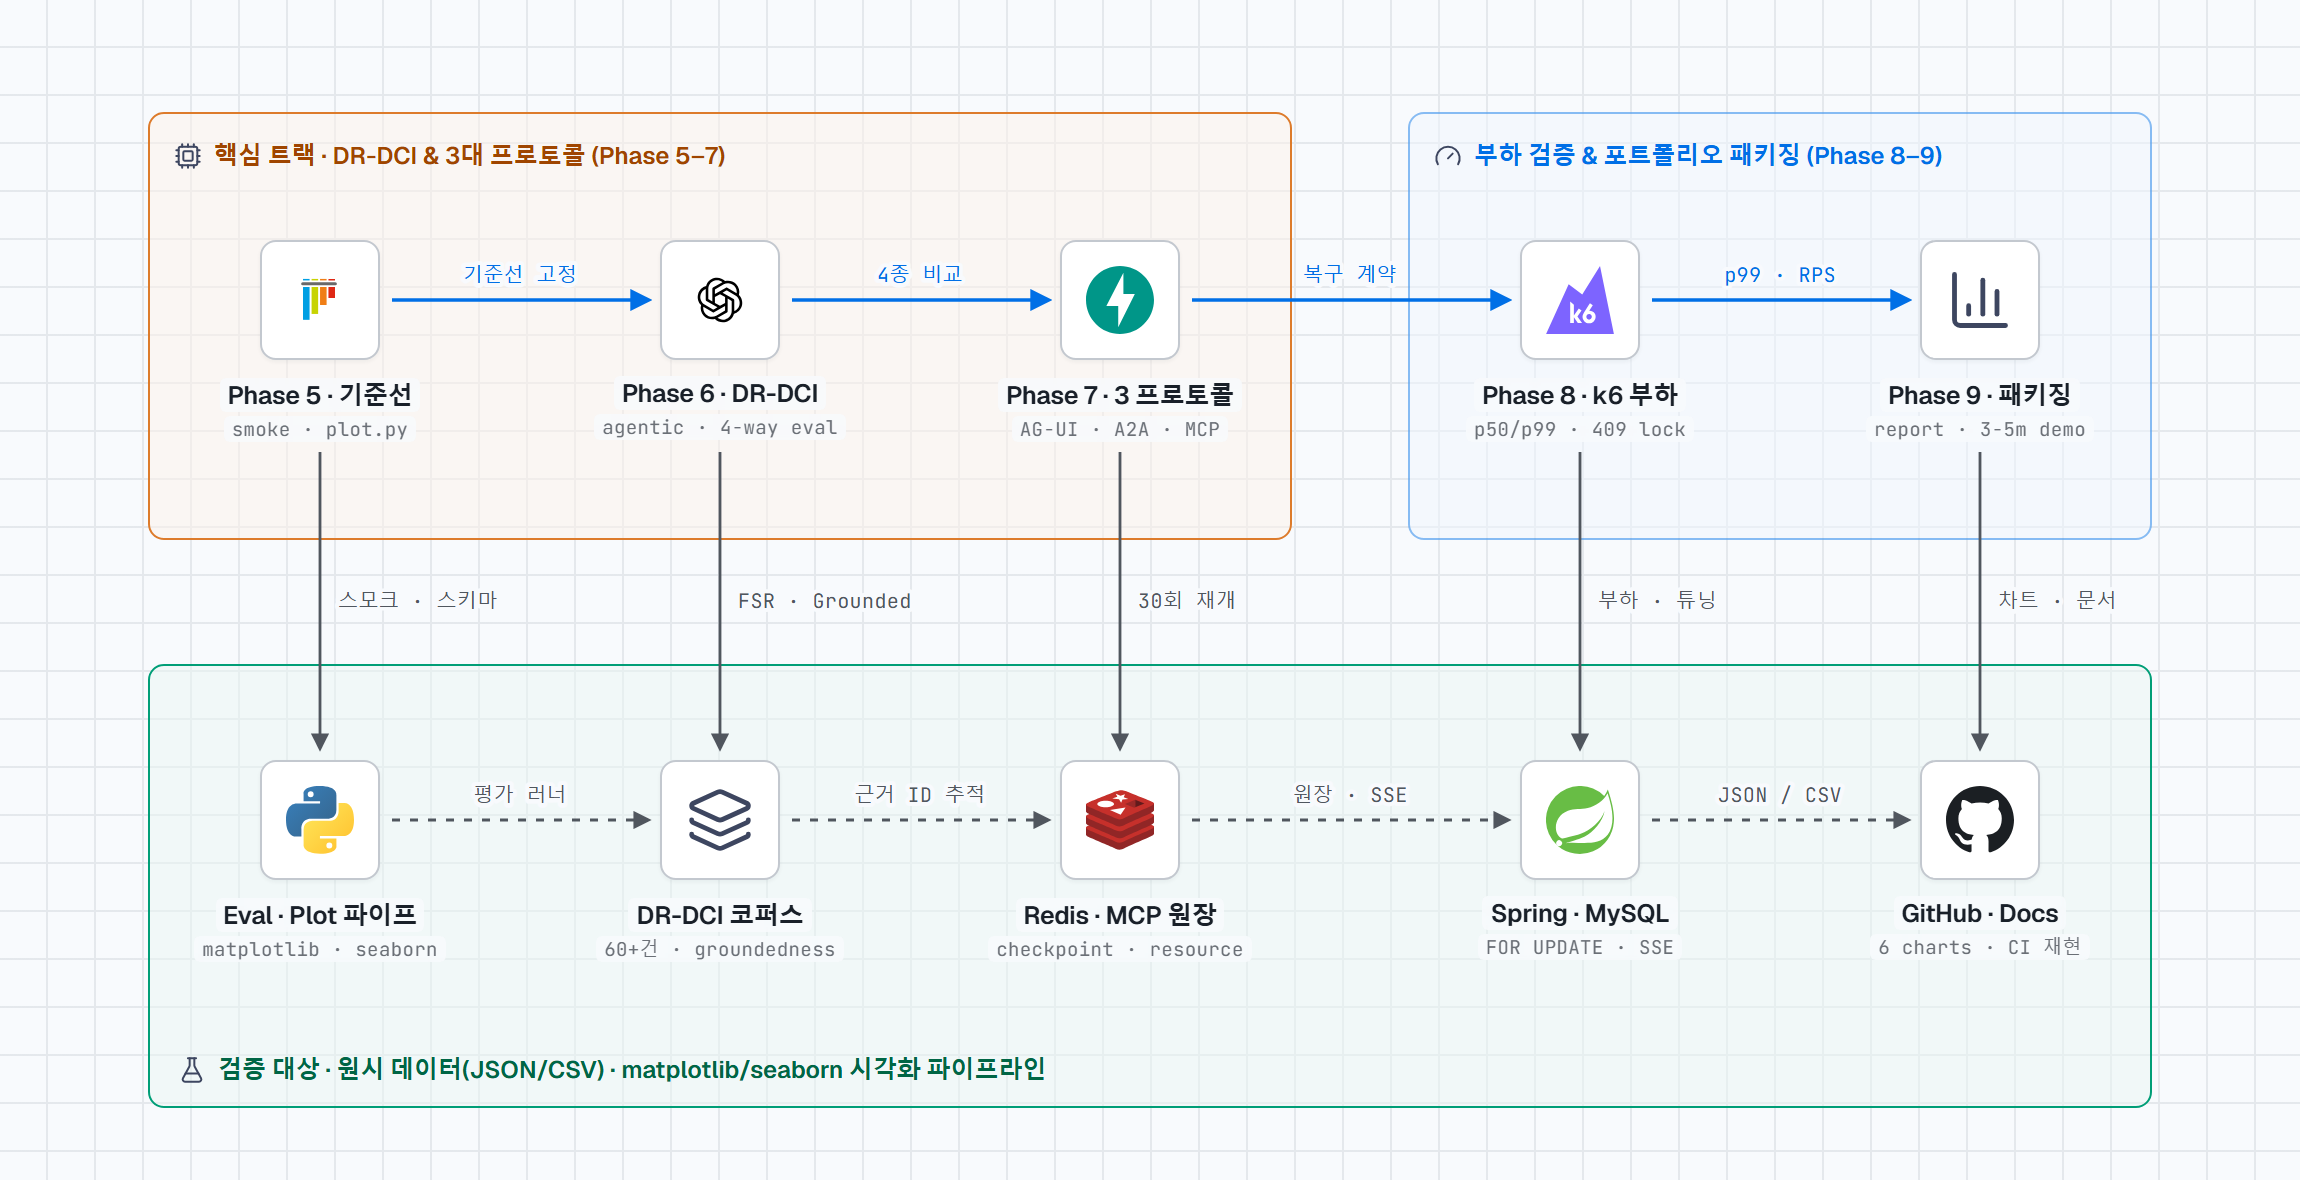 핵심 트랙 · DR-DCI & 3대 프로토콜 (Phase 5–7)
부하 검증 & 포트폴리오 패키징 (Phase 8–9)
기준선 고정
4종 비교
복구 계약
p99 · RPS
k6
Phase 5 · 기준선
smoke · plot.py
Phase 6 · DR-DCI
agentic · 4-way eval
Phase 7 · 3 프로토콜
AG-UI · A2A · MCP
Phase 8 · k6 부하
p50/p99 · 409 lock
Phase 9 · 패키징
report · 3-5m demo
스모크 · 스키마
FSR · Grounded
30회 재개
부하 · 튜닝
차트 · 문서
평가 러너
근거 ID 추적
원장 · SSE
JSON / CSV
Eval · Plot 파이프
matplotlib · seaborn
DR-DCI 코퍼스
60+건 · groundedness
Redis · MCP 원장
checkpoint · resource
Spring · MySQL
FOR UPDATE · SSE
GitHub · Docs
6 charts · CI 재현
검증 대상 · 원시 데이터(JSON/CSV) · matplotlib/seaborn 시각화 파이프라인